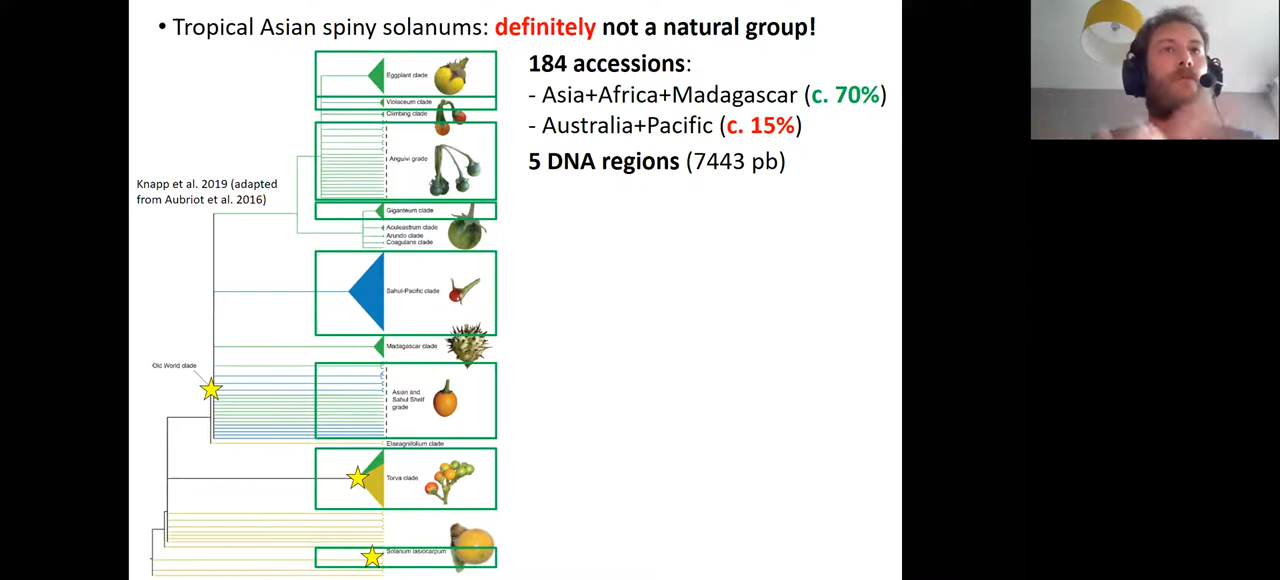 • Tropical Asian spiny solanums: definitely not a natural group!
184 accessions:
- Asia+Africa+Madagascar (c. 70%)
- Australia+Pacific (c. 15%)
5 DNA regions (7443 pb)
Knapp et al. 2019 (adapted
from Aubriot et al. 2016)
Eggplant clade
Violaceum clade
Climbing clade
Anguivi grade
Giganteum clade
Aculeastrum clade
Arundo clade
Coagulans clade
Sahul-Pacific clade
Madagascar clade
Old World clade
Asian and
Sahul Shelf
grade
Elaeagnifolium clade
Torva clade
Solanum lasiocarpum